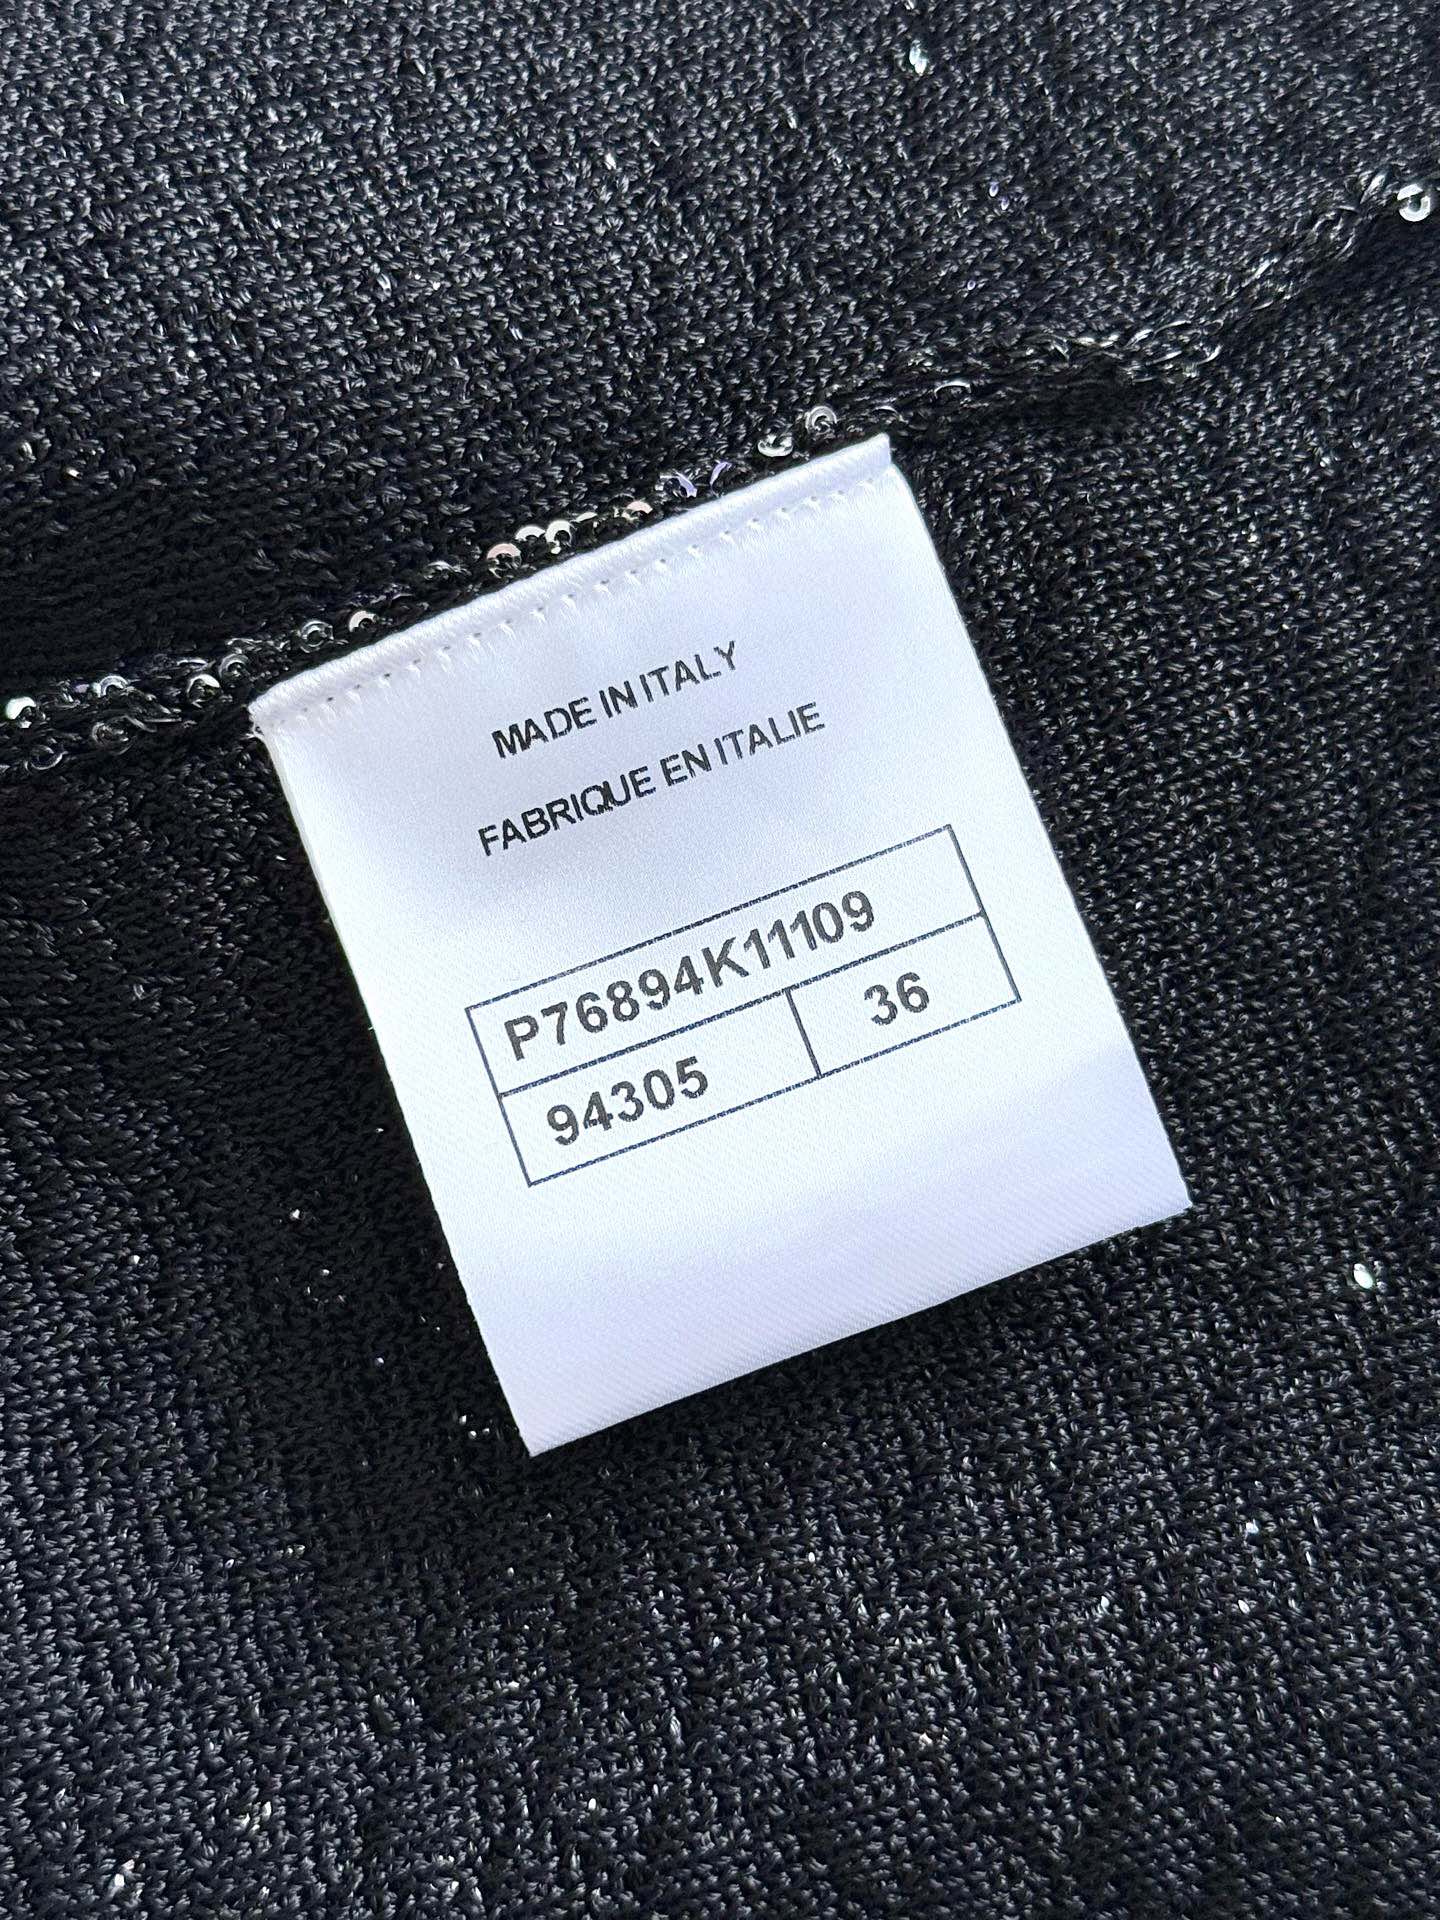 MADE IN ITALY
FABRIQUE EN ITALIE
P76894K11109
94305 36